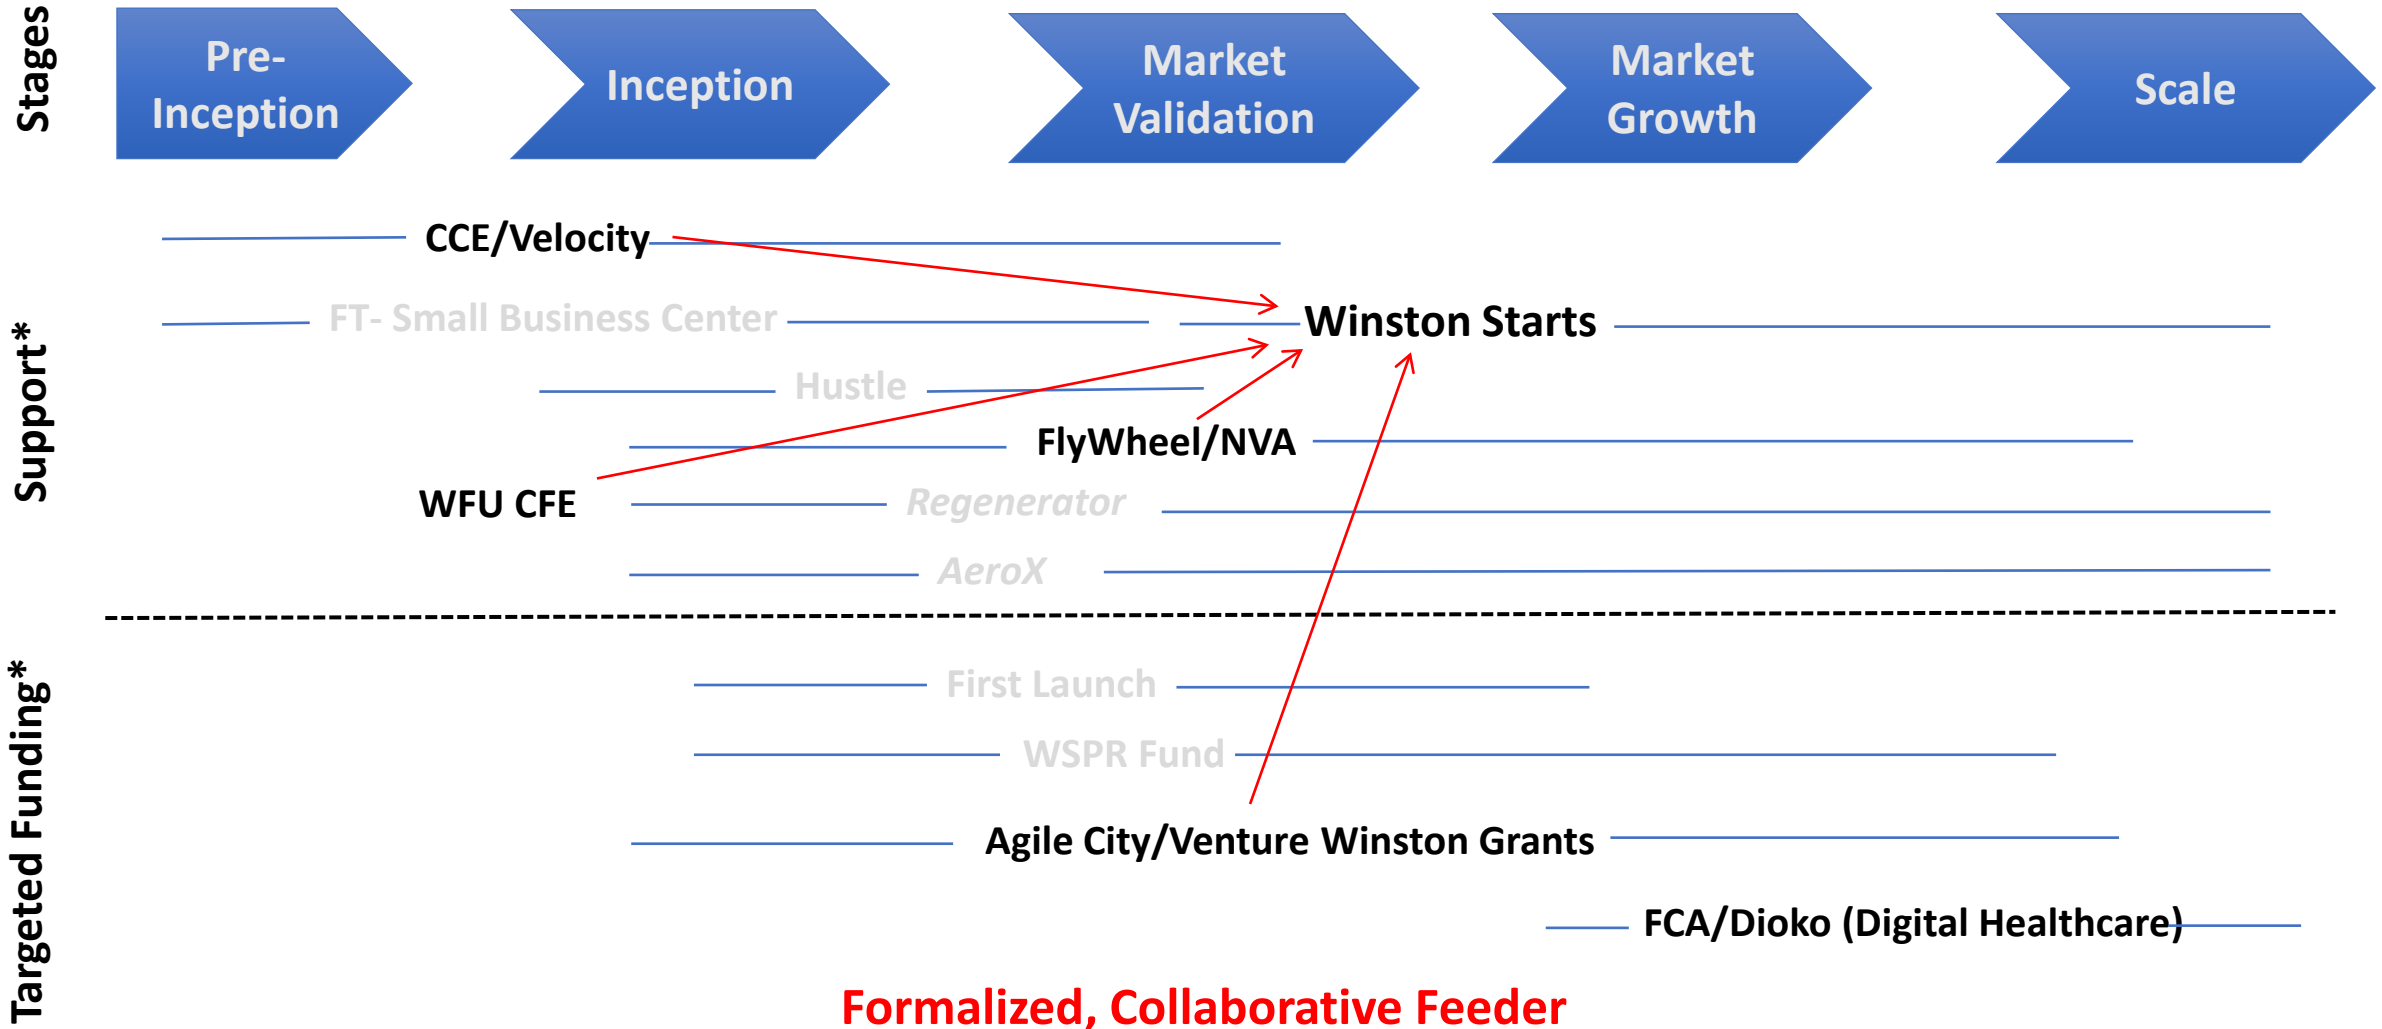 Stages
Pre-
Inception
Inception
Market
Validation
Market
Growth
Scale
Support*
CCE/Velocity
FT- Small Business Center
Winston Starts
Hustle
FlyWheel/NVA
WFU CFE
Regenerator
AeroX
Targeted Funding*
First Launch
WSPR Fund
Agile City/Venture Winston Grants
FCA/Dioko (Digital Healthcare)
Formalized, Collaborative Feeder